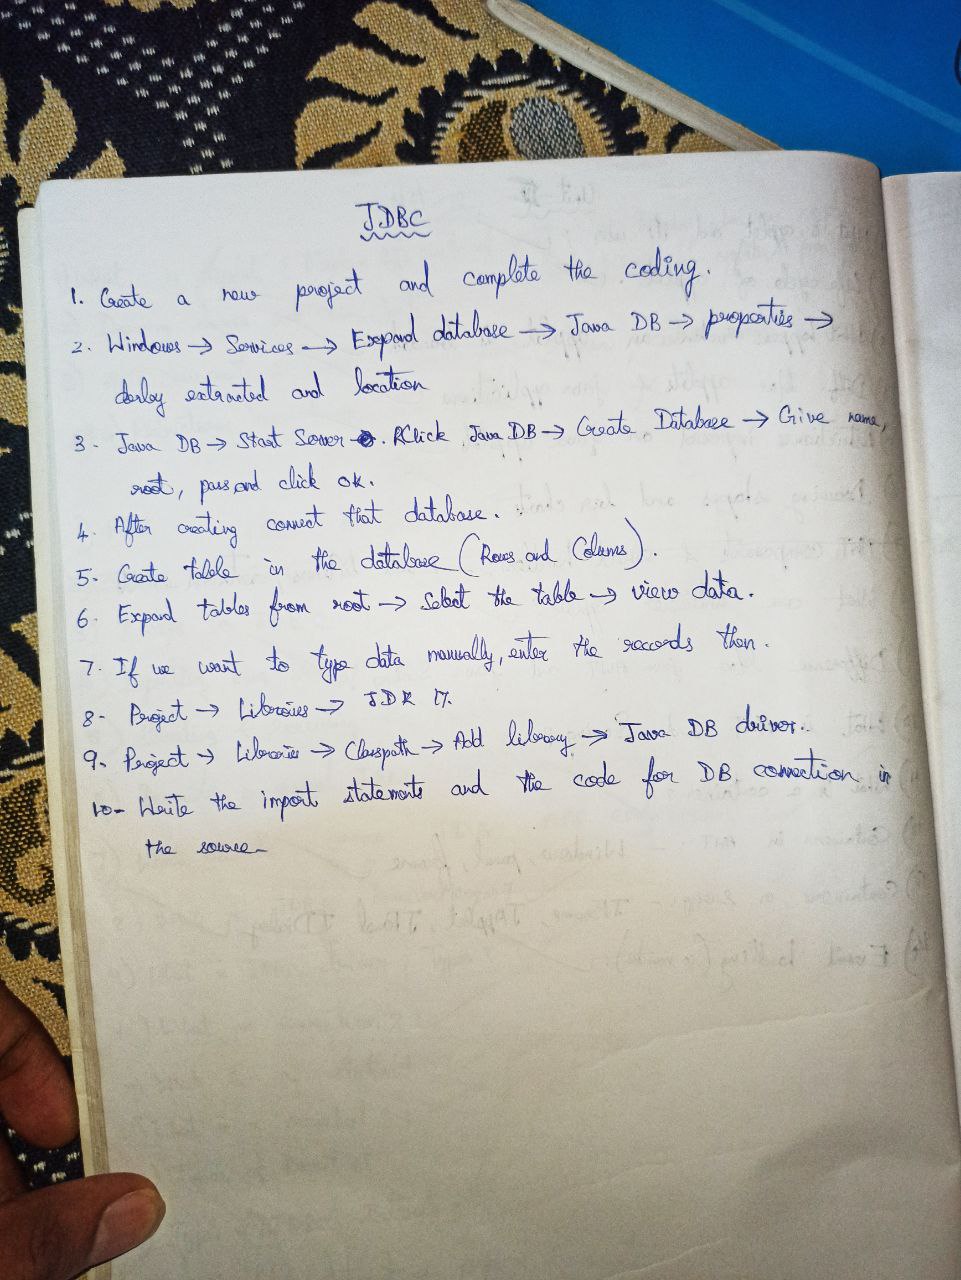 JDBC
1. Create a new project and complete the coding.
2. Windows → Services → Expand database → Java DB → properties →
derby extracted and location
3. Java DB → Start Server. RClick Java DB → Create Database → Give name,
root, pass and click OK.
4. After creating connect that database.
5. Create table in the database (Rows and Colums).
6. Expand tables from root → Select the table → view data.
7. If we want to type data manually, enter the records then.
8. Project → Libraries → JDK 17.
9. Project → Libraries → Classpath → Add library → Java DB driver.
10. Write the import statements and the code for DB connection in
the source